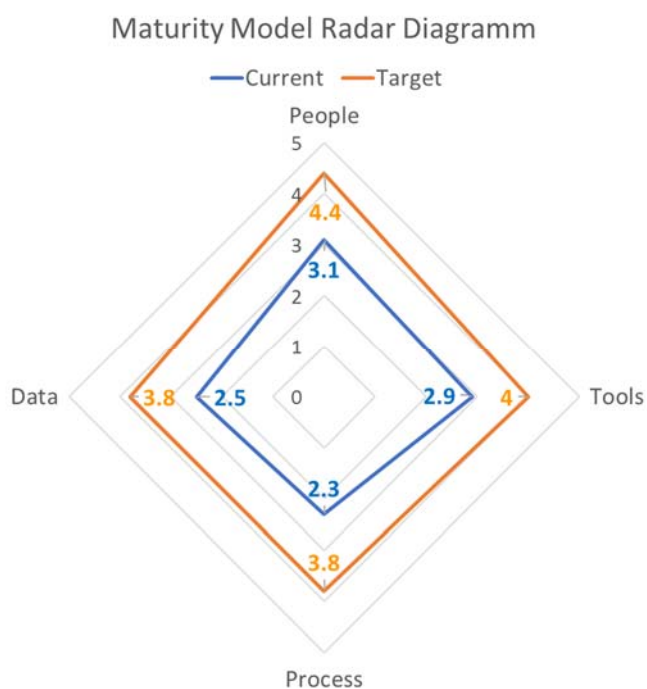 Maturity Model Radar Diagramm
Current Target
People
5
4
4.4
3
3.1
2
1
Data 3.8 2.5 0 2.9 4 Tools
2.3
3.8
Process